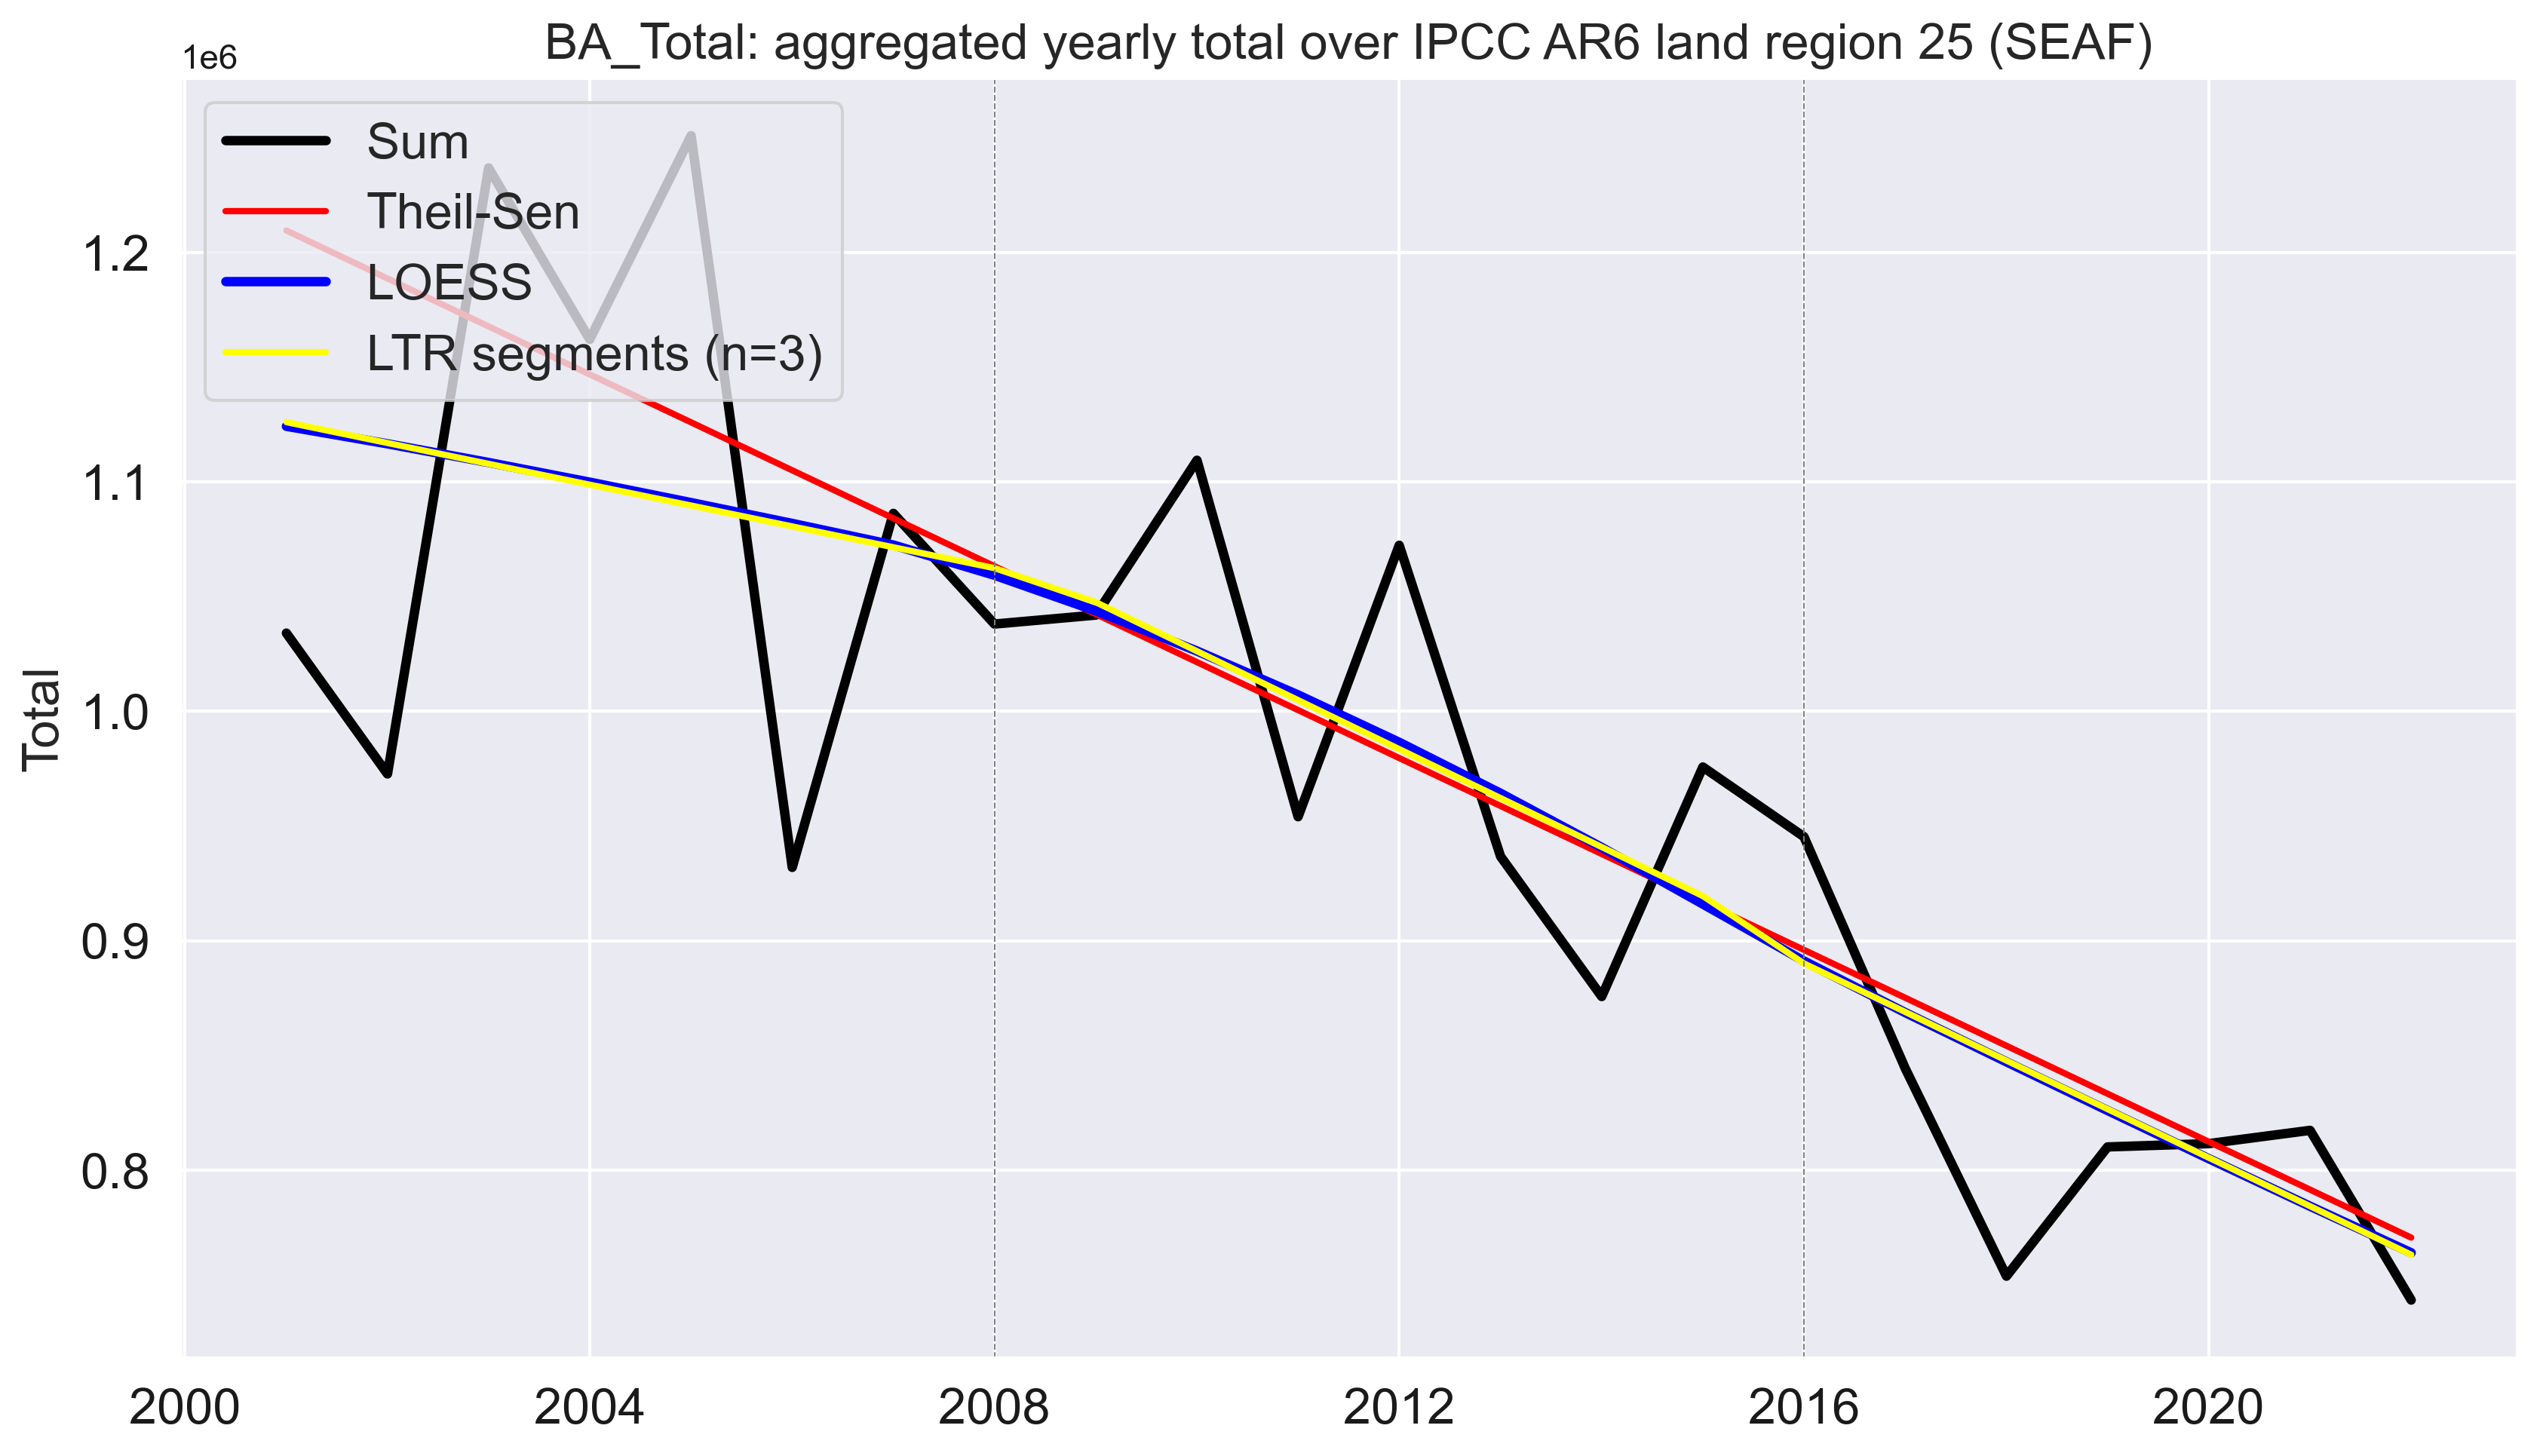 BA_Total: aggregated yearly total over IPCC AR6 land region 25 (SEAF)
1e6
Sum
Theil-Sen
LOESS
LTR segments (n=3)
1.2
1.1
1.0
0.9
0.8
Total
2000 2004 2008 2012 2016 2020